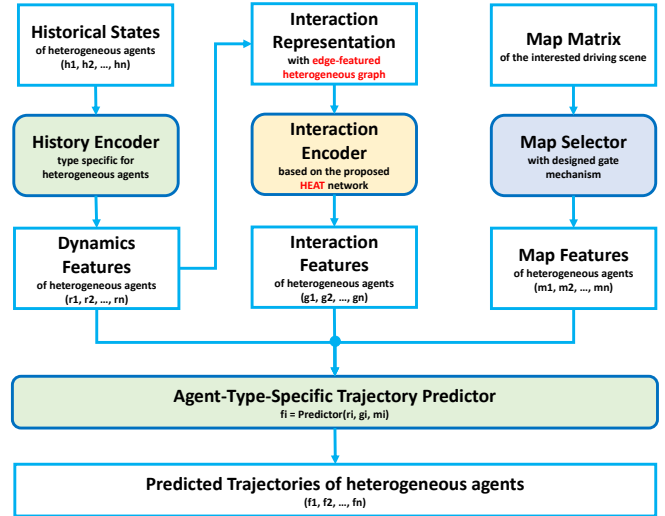 Historical States
of heterogeneous agents
(h1, h2, ..., hn)
Interaction
Representation
with edge-featured
heterogeneous graph
Map Matrix
of the interested driving scene
History Encoder
type specific for
heterogeneous agents
Interaction
Encoder
based on the proposed
HEAT network
Map Selector
with designed gate
mechanism
Dynamics
Features
of heterogeneous agents
(r1, r2, ..., rn)
Interaction
Features
of heterogeneous agents
(g1, g2, ..., gn)
Map Features
of heterogeneous agents
(m1, m2, ..., mn)
Agent-Type-Specific Trajectory Predictor
fi = Predictor(ri, gi, mi)
Predicted Trajectories of heterogeneous agents
(f1, f2, ..., fn)